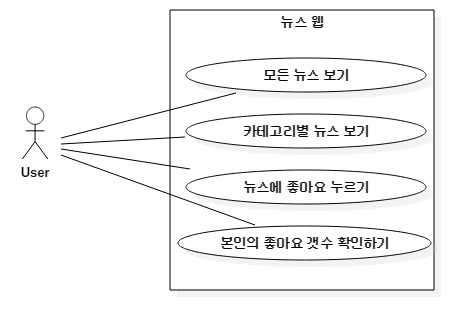 뉴스 웹
모든 뉴스 보기
카테고리별 뉴스 보기
뉴스에 좋아요 누르기
본인의 좋아요 갯수 확인하기
User